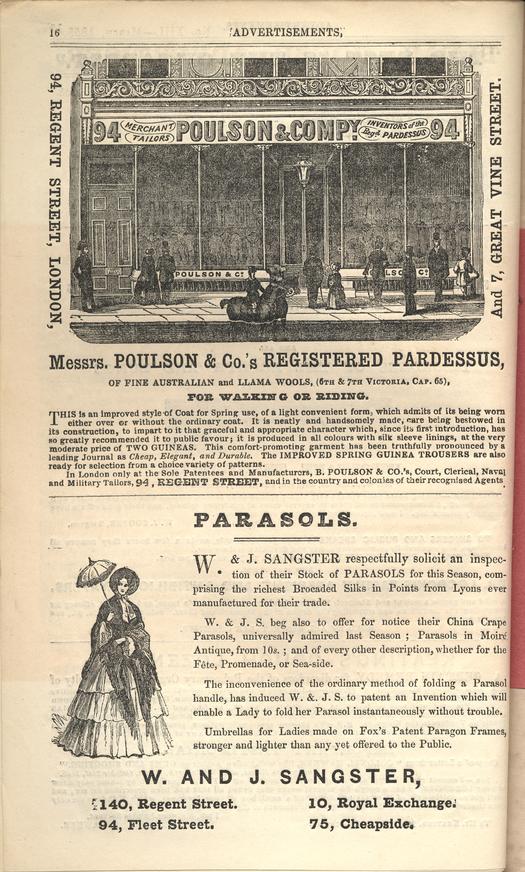 16
[ADVERTISEMENTS,
94, REGENT STREET, LONDON,
94 MERCHANT TAILORS POULSON & COMPY INVENTORS of the Regd PARDESSUS 94
POULSON & Co
And 7, GREAT VINE STREET.
Messrs. POULSON & Co.'s REGISTERED PARDESSUS,
OF FINE AUSTRALIAN and LLAMA WOOLS, (6TH & 7TH VICTORIA, CAP. 65),
FOR WALKING OR RIDING.
THIS is an improved style of Coat for Spring use, of a light convenient form, which admits of its being worn
either over or without the ordinary coat. It is neatly and handsomely made, care being bestowed in
its construction, to impart to it that graceful and appropriate character which, since its first introduction, has
so greatly recommended it to public favour; it is produced in all colours with silk sleeve linings, at the very
moderate price of TWO GUINEAS. This comfort-promoting garment has been truthfully pronounced by a
leading Journal as Cheap, Elegant, and Durable. The IMPROVED SPRING GUINEA TROUSERS are also
ready for selection from a choice variety of patterns.
In London only at the Sole Patentees and Manufacturers, B. POULSON & CO.'S, Court, Clerical, Naval
and Military Tailors, 94, REGENT STREET, and in the country and colonies of their recognised Agents
PARASOLS.
W. & J. SANGSTER respectfully solicit an inspec-
tion of their Stock of PARASOLS for this Season, com-
prising the richest Brocaded Silks in Points from Lyons ever
manufactured for their trade.
W. & J. S. beg also to offer for notice their China Crape
Parasols, universally admired last Season ; Parasols in Moiré
Antique, from 10s. ; and of every other description, whether for the
Fête, Promenade, or Sea-side.
The inconvenience of the ordinary method of folding a Parasol
handle, has induced W. &. J. S. to patent an Invention which will
enable a Lady to fold her Parasol instantaneously without trouble.
Umbrellas for Ladies made on Fox's Patent Paragon Frames,
stronger and lighter than any yet offered to the Public.
W. AND J. SANGSTER,
140, Regent Street. 10, Royal Exchange.
94, Fleet Street. 75, Cheapside.